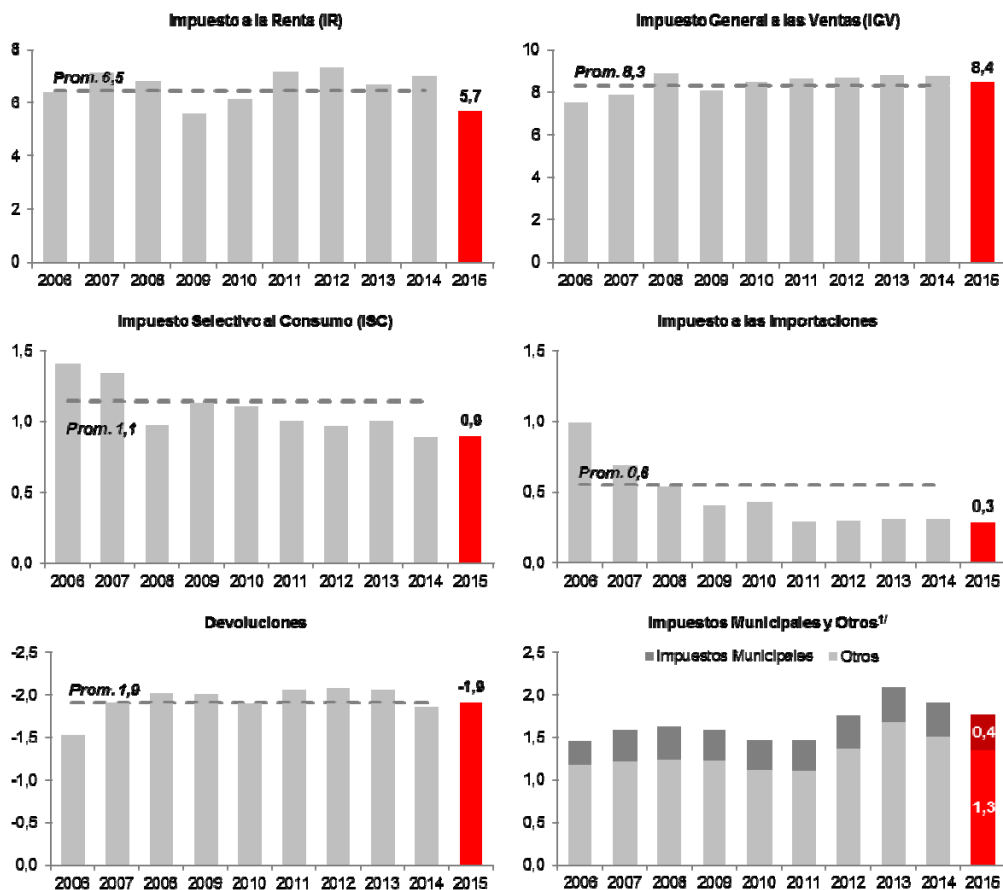 Impuesto a la Renta (IR)
8
6
4
2
0
Prom. 6,5
5,7
2006 2007 2008 2009 2010 2011 2012 2013 2014 2015
Impuesto General a las Ventas (IGV)
10
8
6
4
2
0
Prom. 8,3
8,4
2006 2007 2008 2009 2010 2011 2012 2013 2014 2015
Impuesto Selectivo al Consumo (ISC)
1,5
1,0
0,5
0,0
Prom. 1,1
0,9
2006 2007 2008 2009 2010 2011 2012 2013 2014 2015
Impuesto a las Importaciones
1,5
1,0
0,5
0,0
Prom. 0,6
0,3
2006 2007 2008 2009 2010 2011 2012 2013 2014 2015
Devoluciones
-2,5
-2,0
-1,5
-1,0
-0,5
0,0
Prom. 1,9
-1,9
2006 2007 2008 2009 2010 2011 2012 2013 2014 2015
Impuestos Municipales y Otros 1/
Impuestos Municipales Otros
2,5
2,0
1,5
1,0
0,5
0,0
0,4
1,3
2006 2007 2008 2009 2010 2011 2012 2013 2014 2015